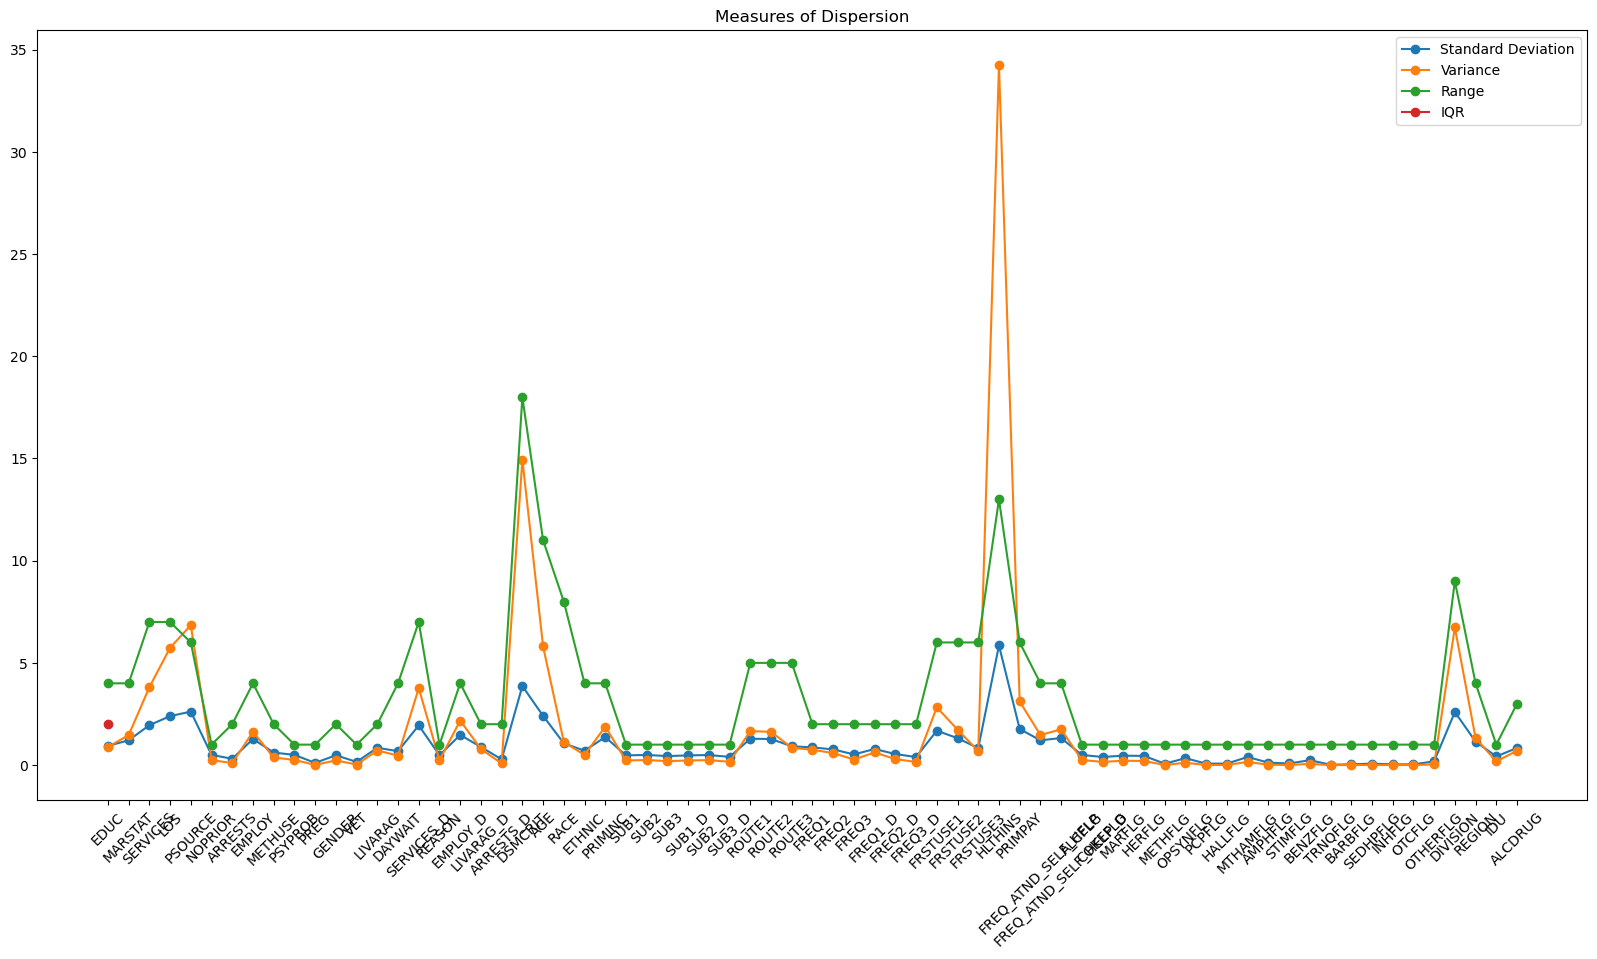 Measures of Dispersion
35
30
25
20
15
10
5
0
Standard Deviation
Variance
Range
IQR
EDUC
MARSTAT
SERVICES
LOS
PSOURCE
NOPRIOR
ARRESTS
EMPLOY
METHUSE
PSYPROB
PREG
GENDER
VET
LIVARAG
DAYWAIT
SERVICES_D
REASON
EMPLOY_D
LIVARAG_D
ARRESTS_D
DSMCRIT
AGE
RACE
ETHNIC
PRIMINC
SUB1
SUB2
SUB3
SUB1_D
SUB2_D
SUB3_D
ROUTE1
ROUTE2
ROUTE3
FREQ1
FREQ2
FREQ3
FREQ1_D
FREQ2_D
FREQ3_D
FRSTUSE1
FRSTUSE2
FRSTUSE3
HLTHINS
PRIMPAY
FREQ_ATND_SELF_HELP
FREQ_ATND_SELF_HELP_D
ALCFLG
COKEFLG
MARFLG
HERFLG
METHFLG
OPSYNFLG
PCPFLG
HALLFLG
MTHAMFLG
AMPHFLG
STIMFLG
BENZFLG
TRNQFLG
BARBFLG
SEDHPFLG
INHFLG
OTCFLG
OTHERFLG
DIVISION
REGION
IDU
ALCDRUG